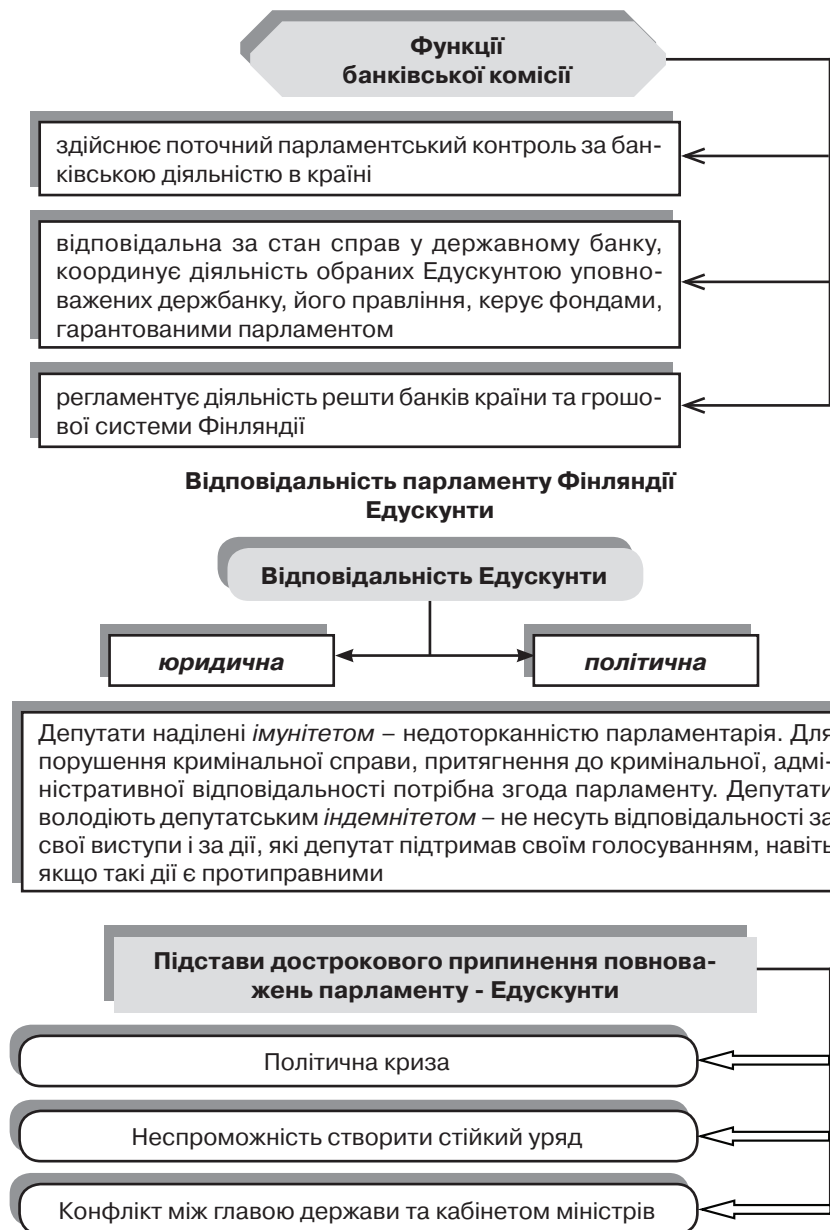 Функції
банківської комісії
здійснює поточний парламентський контроль за бан-
ківською діяльністю в країні
відповідальна за стан справ у державному банку,
координує діяльність обраних Едускунтою уповно-
важених держбанку, його правління, керує фондами,
гарантованими парламентом
регламентує діяльність решти банків країни та грошо-
вої системи Фінляндії
Відповідальність парламенту Фінляндії
Едускунти
Відповідальність Едускунти
юридична
політична
Депутати наділені імунітетом – недоторканністю парламентарія. Для
порушення кримінальної справи, притягнення до кримінальної, адмі-
ністративної відповідальності потрібна згода парламенту. Депутати
володіють депутатським індемнітетом – не несуть відповідальності за
свої виступи і за дії, які депутат підтримав своїм голосуванням, навіть
якщо такі дії є протиправними
Підстави дострокового припинення повнова-
жень парламенту - Едускунти
Політична криза
Неспроможність створити стійкий уряд
Конфлікт між главою держави та кабінетом міністрів